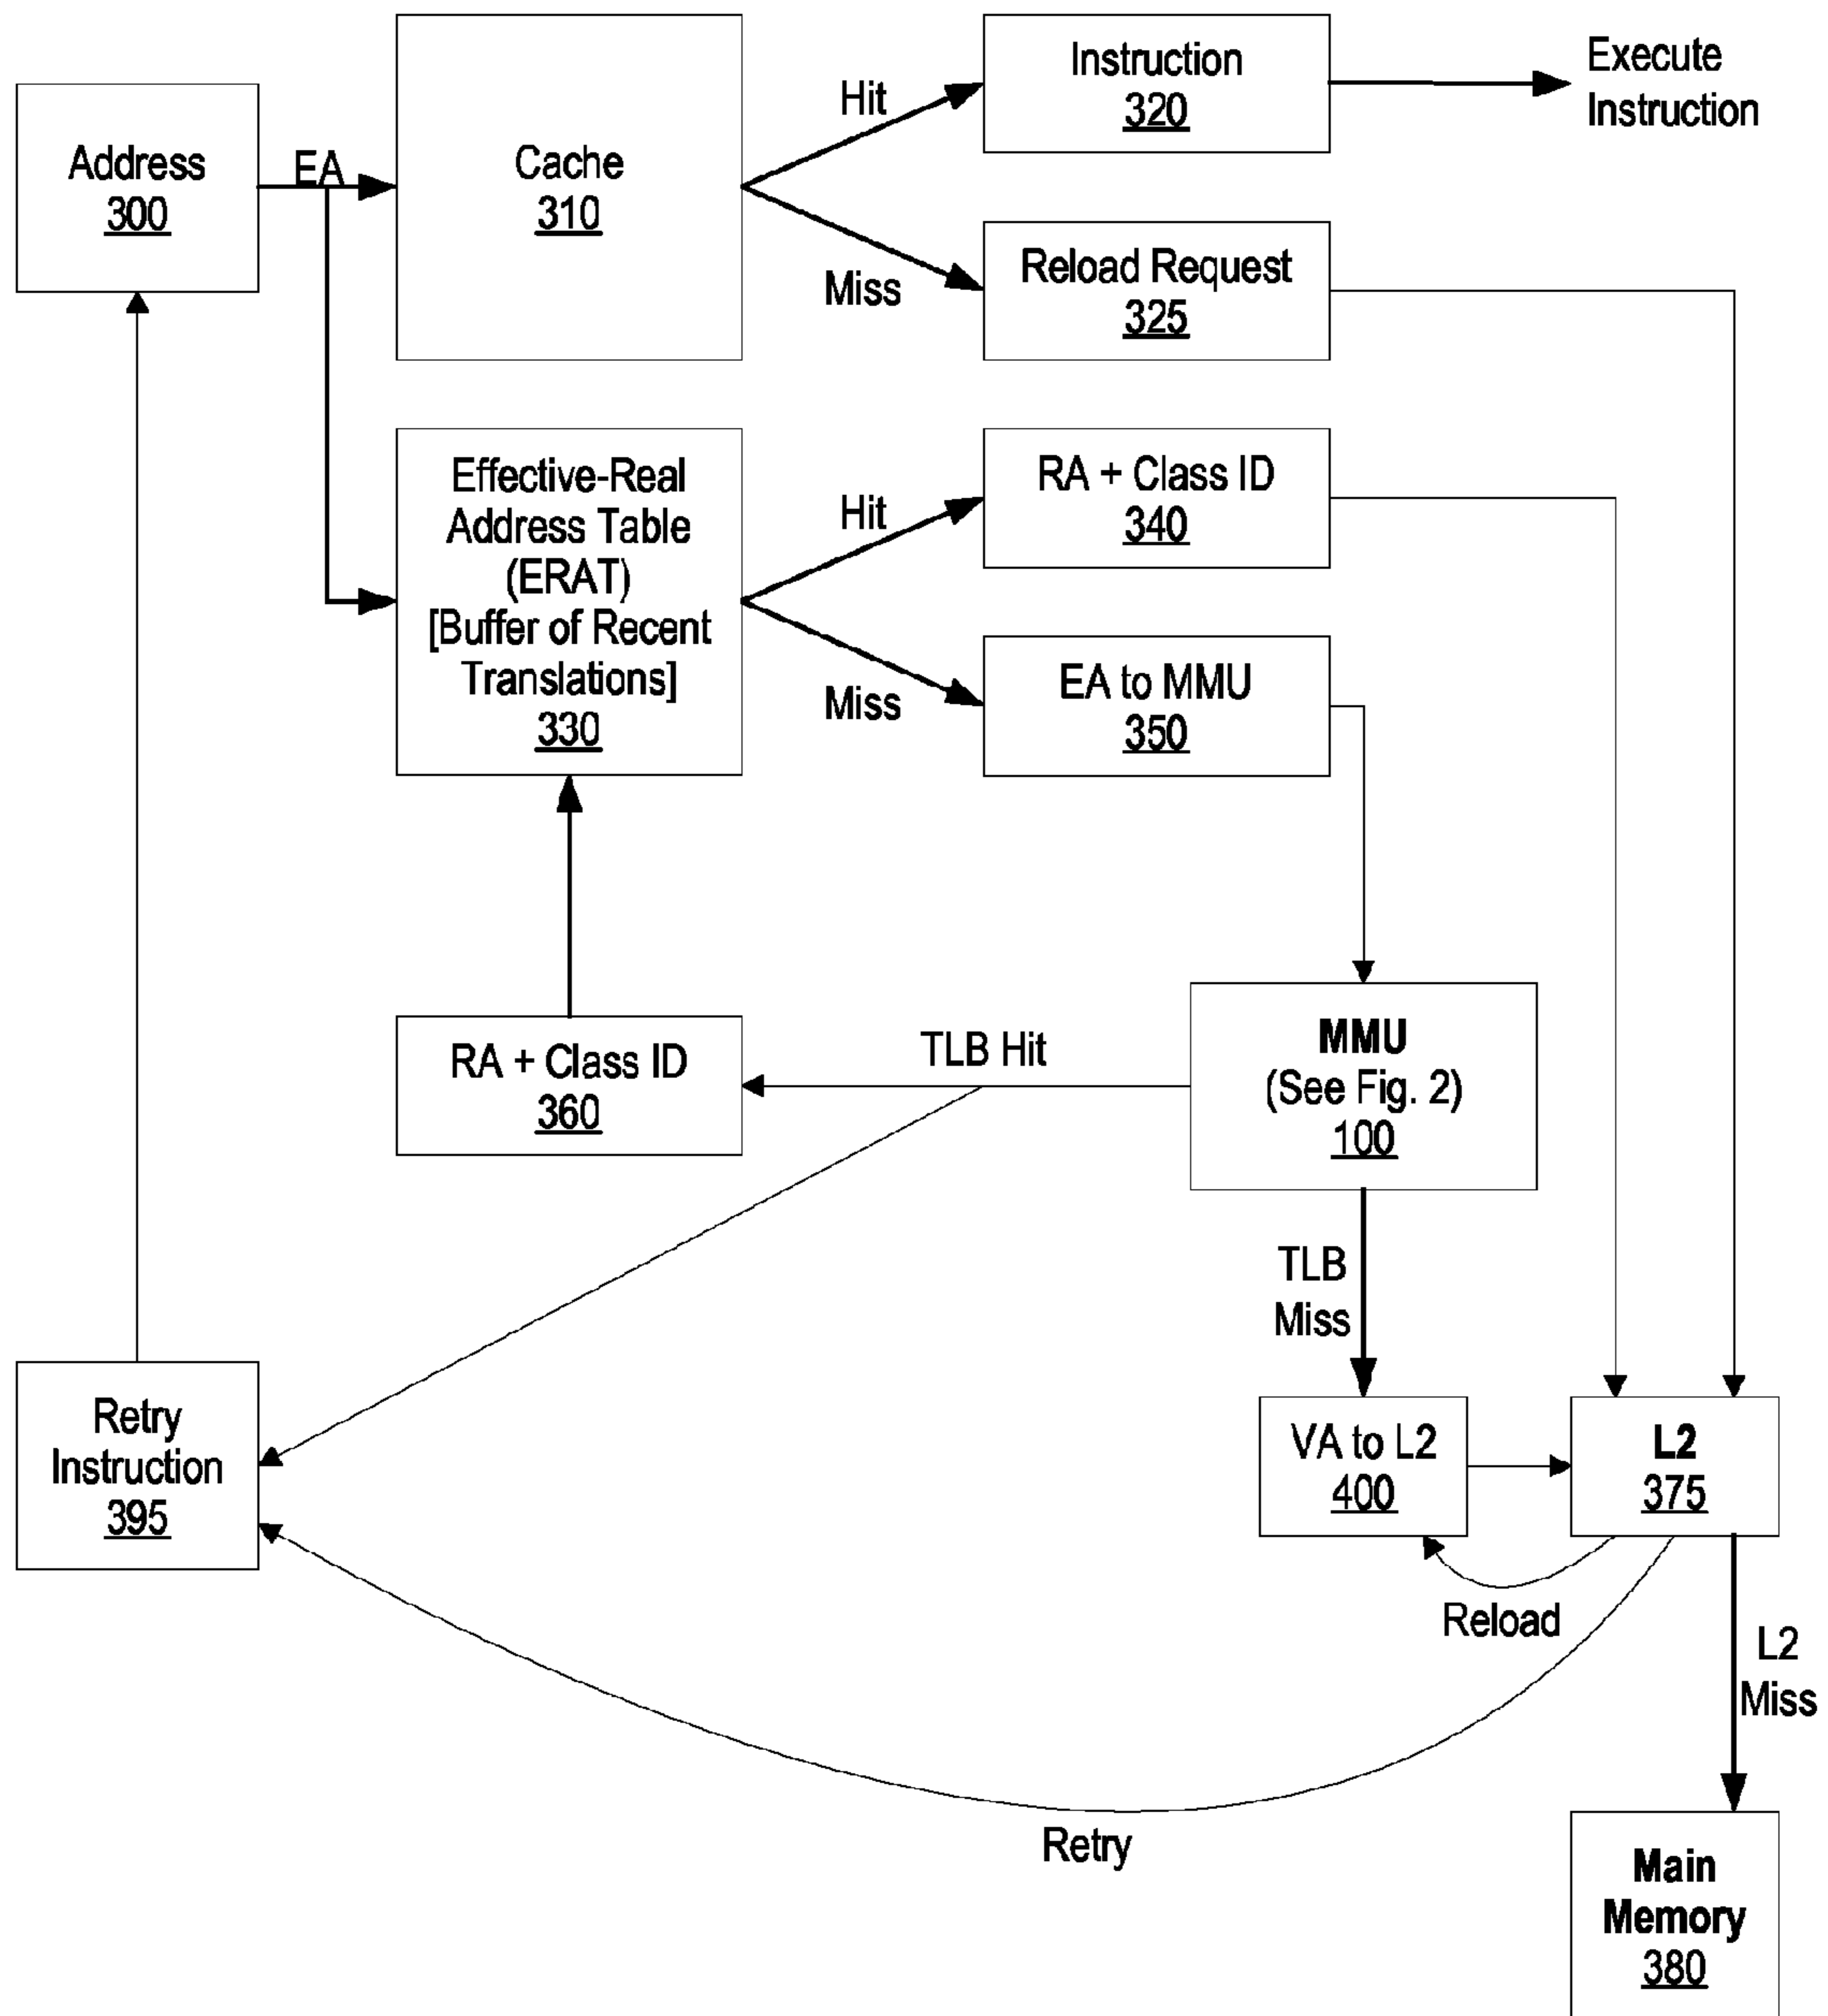 Address
300
EA
Cache
310
Hit
Miss
Instruction
320
Execute
Instruction
Reload Request
325
Effective-Real
Address Table
(ERAT)
[Buffer of Recent
Translations]
330
Hit
Miss
RA + Class ID
340
EA to MMU
350
RA + Class ID
360
TLB Hit
MMU
(See Fig. 2)
100
TLB
Miss
Retry
Instruction
395
VA to L2
400
L2
375
Reload
L2
Miss
Retry
Main
Memory
380